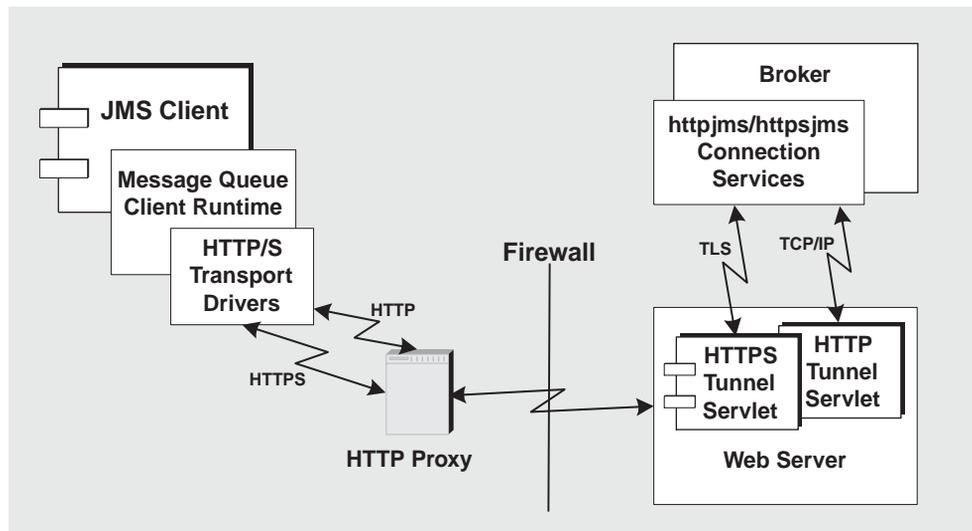 JMS Client
Message Queue
Client Runtime
HTTP/S
Transport
Drivers
HTTP
HTTPS
HTTP Proxy
Firewall
Broker
httpjms/httpsjms
Connection
Services
TLS
TCP/IP
HTTPS
Tunnel
Servlet
HTTP
Tunnel
Servlet
Web Server